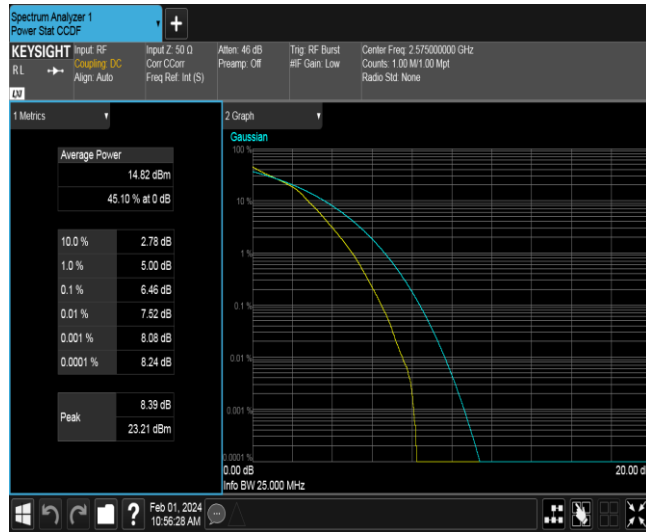 Spectrum Analyzer 1
Power Stat CCDF
+
KEYSIGHT
RL
LXI
Input: RF
Coupling: DC
Align: Auto
Input Z: 50 Ω
Corr CCorr
Freq Ref: Int (S)
Atten: 46 dB
Preamp: Off
Trig: RF Burst
#IF Gain: Low
Center Freq: 2.575000000 GHz
Counts: 1.00 M/1.00 Mpt
Radio Std: None
1 Metrics
Average Power
14.82 dBm
45.10 % at 0 dB
10.0 % 2.78 dB
1.0 % 5.00 dB
0.1 % 6.46 dB
0.01 % 7.52 dB
0.001 % 8.08 dB
0.0001 % 8.24 dB
Peak
8.39 dB
23.21 dBm
2 Graph
Gaussian
100 %
10 %
1 %
0.1 %
0.01 %
0.001 %
0.0001 %
0.00 dB
20.00 dB
Info BW 25.000 MHz
?
Feb 01, 2024
10:56:28 AM